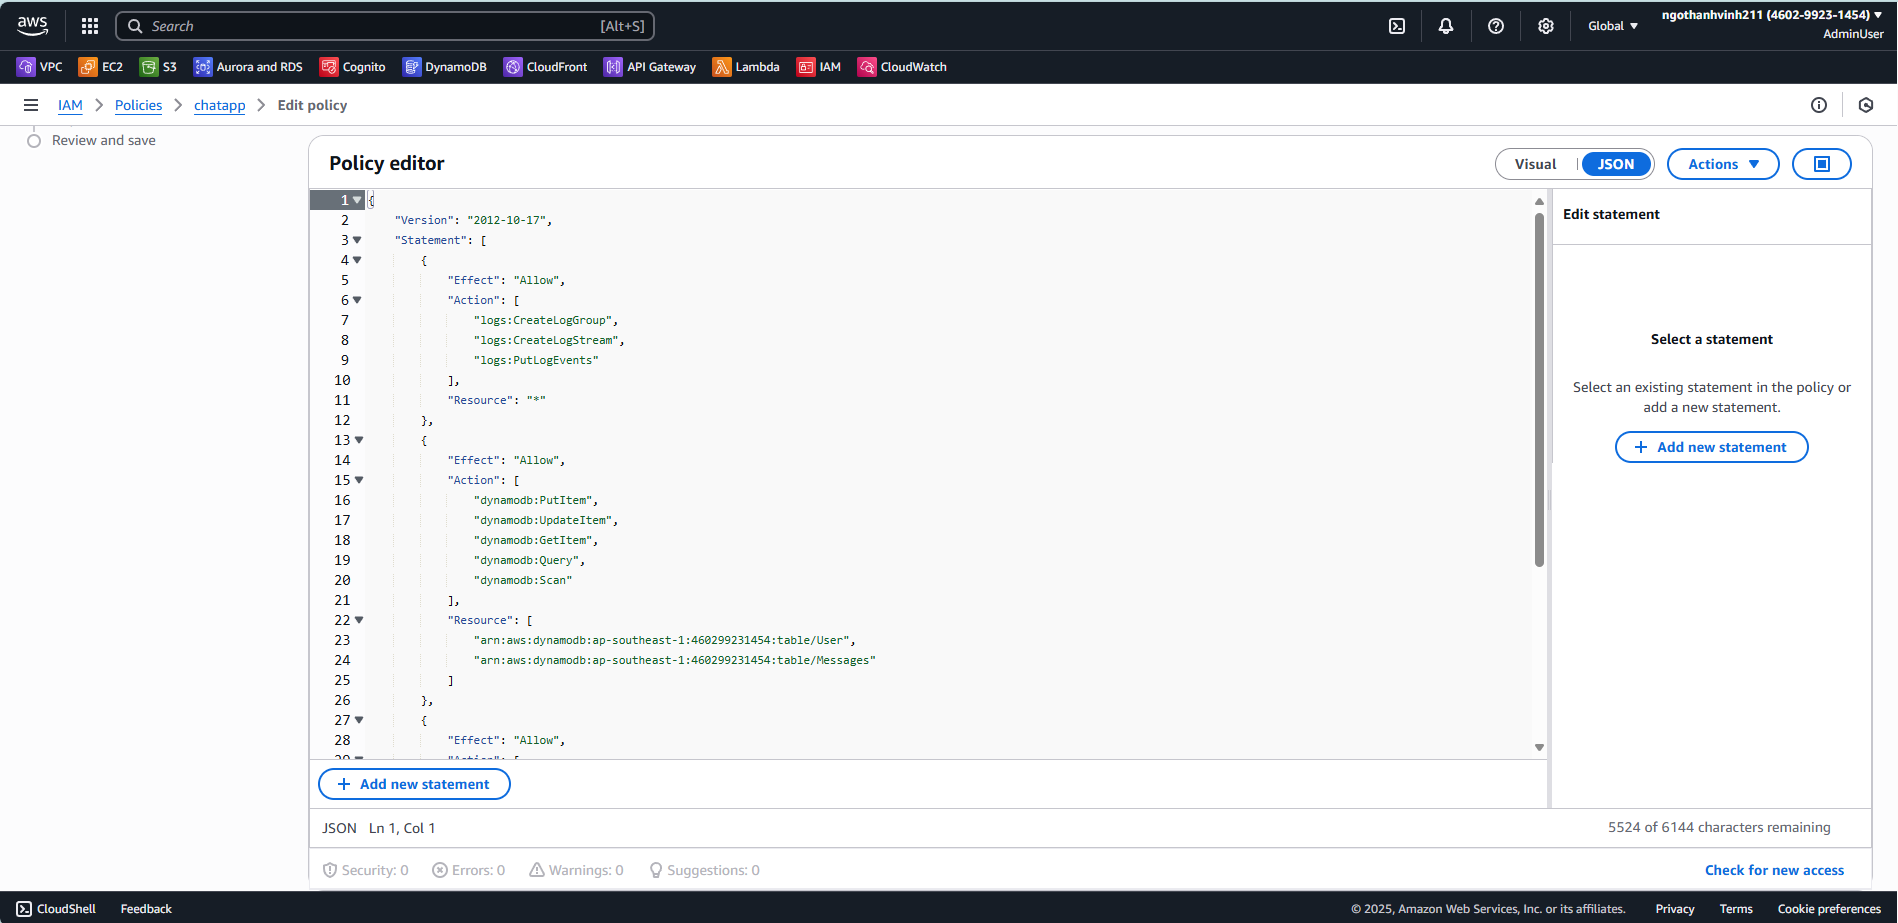 aws
Search
[Alt+S]
Global
ngothanhvinh211 (4602-9923-1454)
AdminUser
VPC
EC2
S3
Aurora and RDS
Cognito
DynamoDB
CloudFront
API Gateway
Lambda
IAM
CloudWatch
IAM
Policies
chatapp
Edit policy
Review and save
Policy editor
Visual
JSON
Actions
1 {
2 "Version": "2012-10-17",
3 "Statement": [
4 {
5 "Effect": "Allow",
6 "Action": [
7 "logs:CreateLogGroup",
8 "logs:CreateLogStream",
9 "logs:PutLogEvents"
10 ],
11 "Resource": "*"
12 },
13 {
14 "Effect": "Allow",
15 "Action": [
16 "dynamodb:PutItem",
17 "dynamodb:UpdateItem",
18 "dynamodb:GetItem",
19 "dynamodb:Query",
20 "dynamodb:Scan"
21 ],
22 "Resource": [
23 "arn:aws:dynamodb:ap-southeast-1:460299231454:table/User",
24 "arn:aws:dynamodb:ap-southeast-1:460299231454:table/Messages"
25 ]
26 },
27 {
28 "Effect": "Allow",
29 "Action": [
Edit statement
Select a statement
Select an existing statement in the policy or
add a new statement.
+ Add new statement
+ Add new statement
JSON Ln 1, Col 1
5524 of 6144 characters remaining
Security: 0
Errors: 0
Warnings: 0
Suggestions: 0
Check for new access
CloudShell
Feedback
© 2025, Amazon Web Services, Inc. or its affiliates.
Privacy
Terms
Cookie preferences